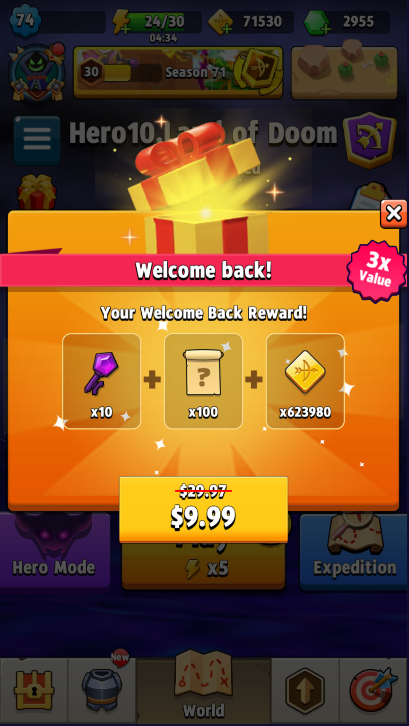 74
24/30
71530
2955
04:34
30
Season 71
Hero10.Land of Doom
Welcome back!
3x
Value
Your Welcome Back Reward!
?
x10
x100
x623980
$29.97
$9.99
Hero Mode
x5
Expedition
New
World